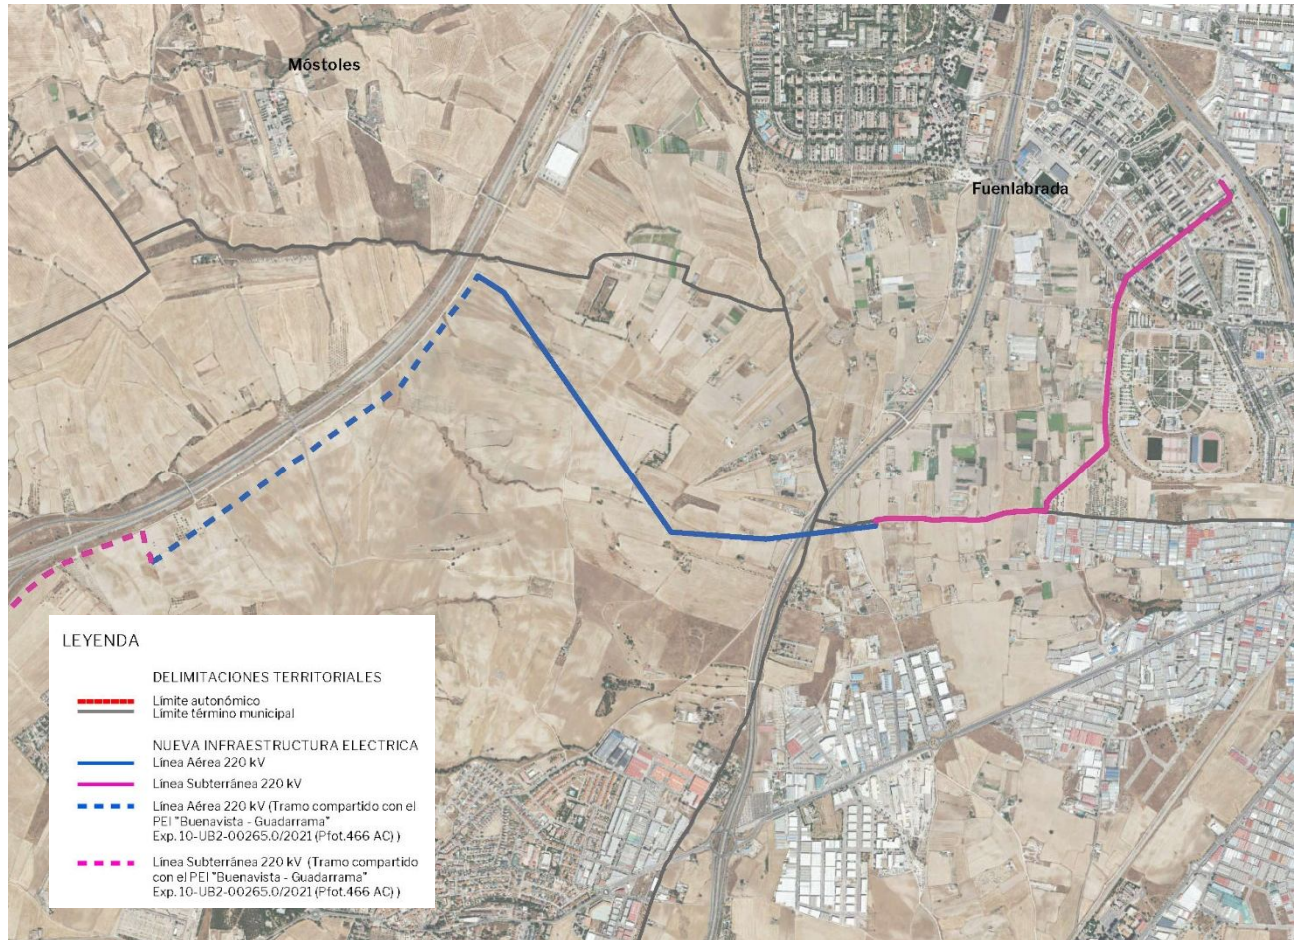 Móstoles
Fuenlabrada
LEYENDA
DELIMITACIONES TERRITORIALES
Límite autonómico
Límite término municipal
NUEVA INFRAESTRUCTURA ELECTRICA
Línea Aérea 220 kV
Línea Subterránea 220 kV
Línea Aérea 220 kV (Tramo compartido con el
PEI "Buenavista - Guadarrama"
Exp. 10-UB2-00265.0/2021 (Pfot.466 AC) )
Línea Subterránea 220 kV (Tramo compartido
con el PEI "Buenavista - Guadarrama"
Exp. 10-UB2-00265.0/2021 (Pfot.466 AC) )